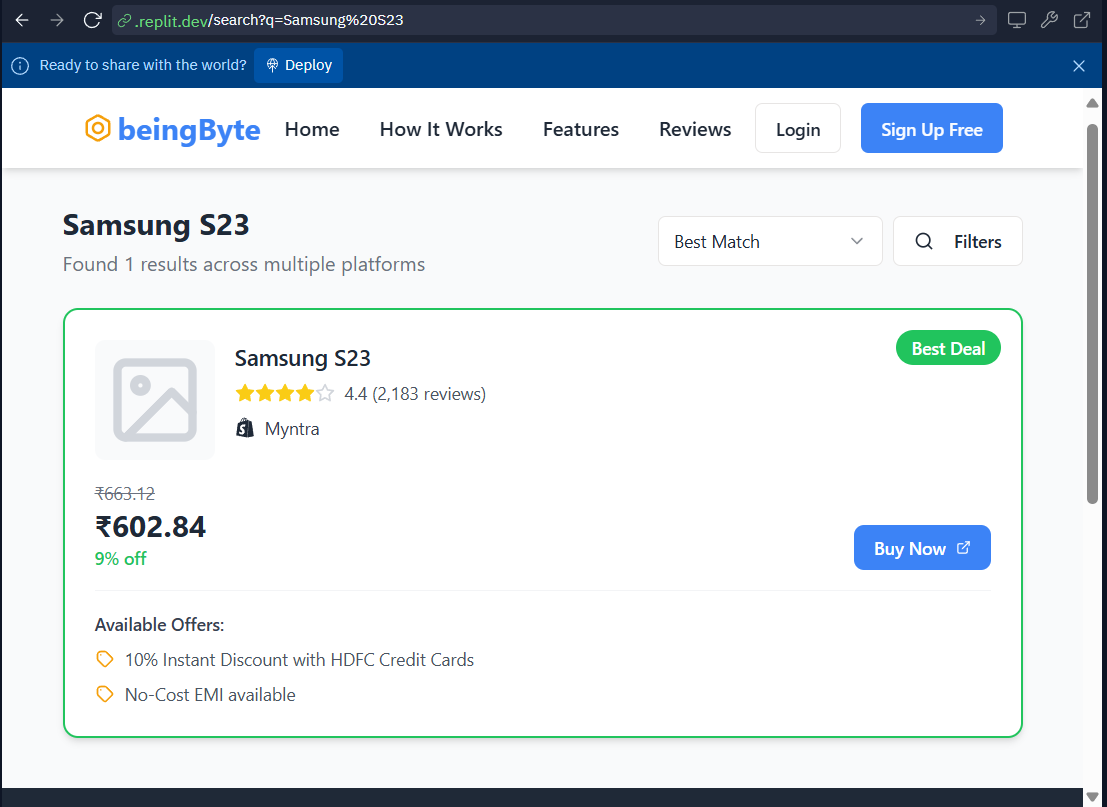 .replit.dev/search?q=Samsung%20S23
Ready to share with the world? Deploy
beingByte Home How It Works Features Reviews Login Sign Up Free
Samsung S23
Best Match Filters
Found 1 results across multiple platforms
Best Deal
Samsung S23
4.4 (2,183 reviews)
Myntra
₹663.12
₹602.84
9% off
Buy Now
Available Offers:
10% Instant Discount with HDFC Credit Cards
No-Cost EMI available